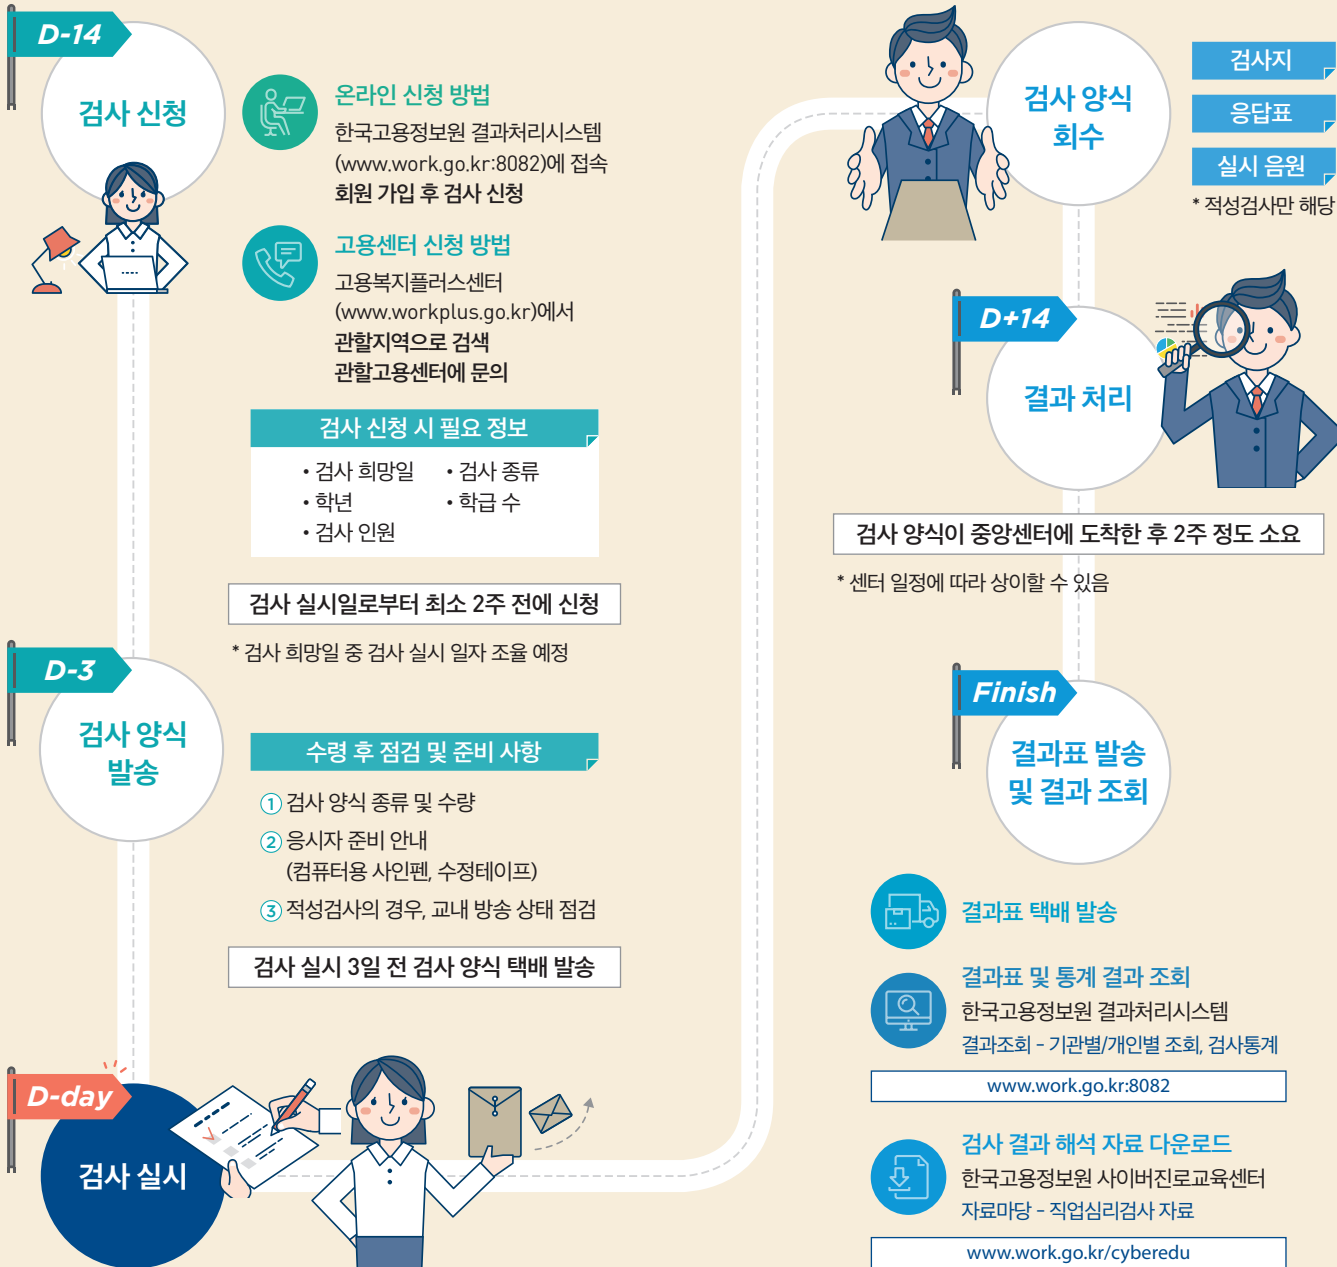 D-14
검사 신청
온라인 신청 방법
한국고용정보원 결과처리시스템
(www.work.go.kr:8082)에 접속
회원 가입 후 검사 신청
고용센터 신청 방법
고용복지플러스센터
(www.workplus.go.kr)에서
관할지역으로 검색
관할고용센터에 문의
검사 신청 시 필요 정보
• 검사 희망일 • 검사 종류
• 학년 • 학급 수
• 검사 인원
검사 실시일로부터 최소 2주 전에 신청
* 검사 희망일 중 검사 실시 일자 조율 예정
D-3
검사 양식
발송
수령 후 점검 및 준비 사항
① 검사 양식 종류 및 수량
② 응시자 준비 안내
(컴퓨터용 사인펜, 수정테이프)
③ 적성검사의 경우, 교내 방송 상태 점검
검사 실시 3일 전 검사 양식 택배 발송
D-day
검사 실시
검사 양식
회수
검사지
응답표
실시 음원
* 적성검사만 해당
D+14
결과 처리
검사 양식이 중앙센터에 도착한 후 2주 정도 소요
* 센터 일정에 따라 상이할 수 있음
Finish
결과표 발송
및 결과 조회
결과표 택배 발송
결과표 및 통계 결과 조회
한국고용정보원 결과처리시스템
결과조회 - 기관별/개인별 조회, 검사통계
www.work.go.kr:8082
검사 결과 해석 자료 다운로드
한국고용정보원 사이버진로교육센터
자료마당 - 직업심리검사 자료
www.work.go.kr/cyberedu